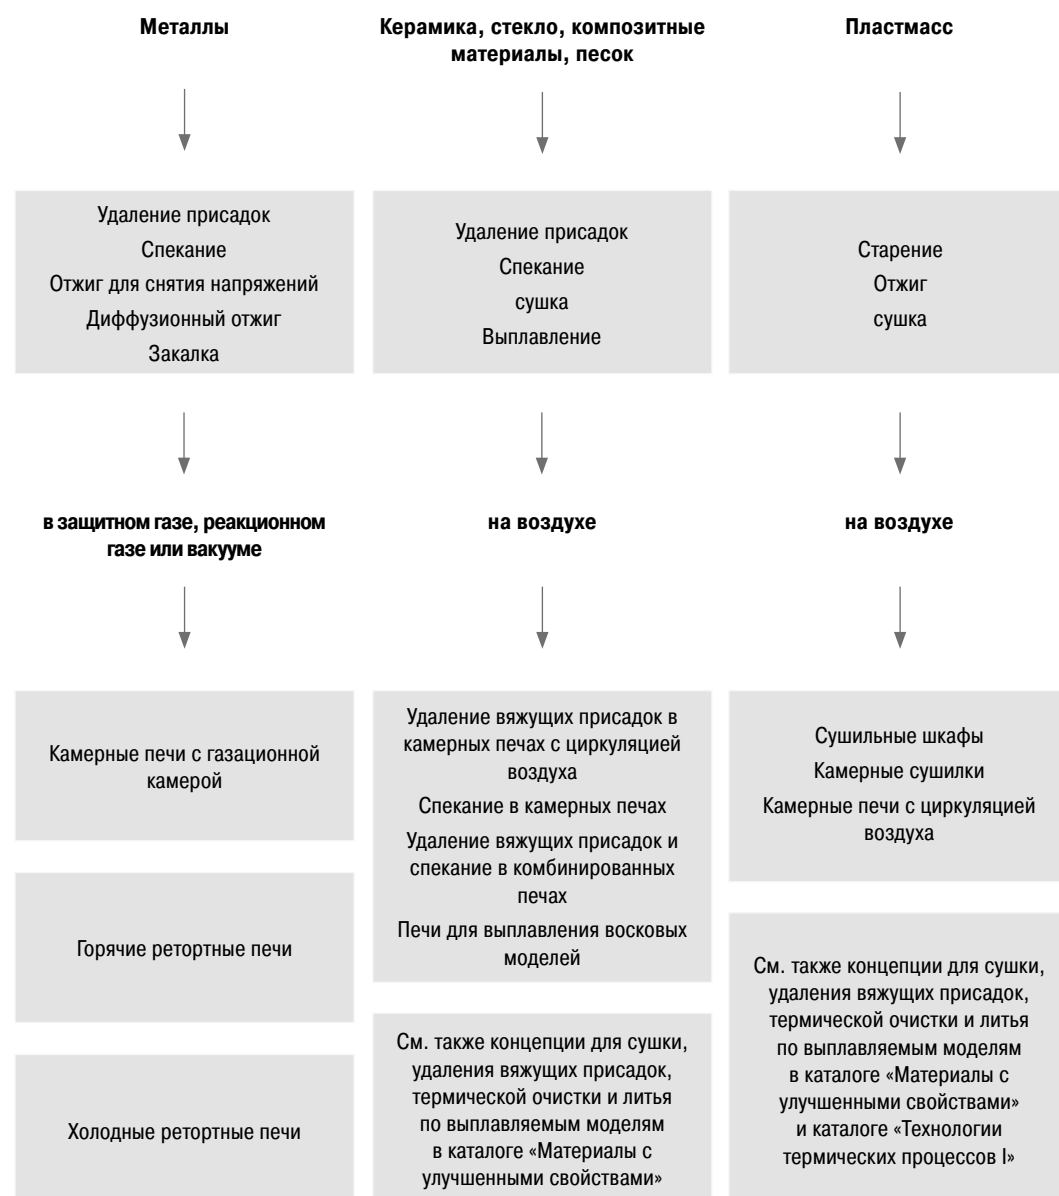 Металлы
Керамика, стекло, композитные
материалы, песок
Пластмасс
Удаление присадок
Спекание
Отжиг для снятия напряжений
Диффузионный отжиг
Закалка
Удаление присадок
Спекание
сушка
Выплавление
Старение
Отжиг
сушка
в защитном газе, реакционном
газе или вакууме
на воздухе
на воздухе
Камерные печи с газационной
камерой
Горячие ретортные печи
Холодные ретортные печи
Удаление вяжущих присадок в
камерных печах с циркуляцией
воздуха
Спекание в камерных печах
Удаление вяжущих присадок и
спекание в комбинированных
печах
Печи для выплавления восковых
моделей
См. также концепции для сушки,
удаления вяжущих присадок,
термической очистки и литья
по выплавляемым моделям
в каталоге «Материалы с
улучшенными свойствами»
Сушильные шкафы
Камерные сушилки
Камерные печи с циркуляцией
воздуха
См. также концепции для сушки,
удаления вяжущих присадок,
термической очистки и литья
по выплавляемым моделям
в каталоге «Материалы с
улучшенными свойствами»
и каталоге «Технологии
термических процессов I»